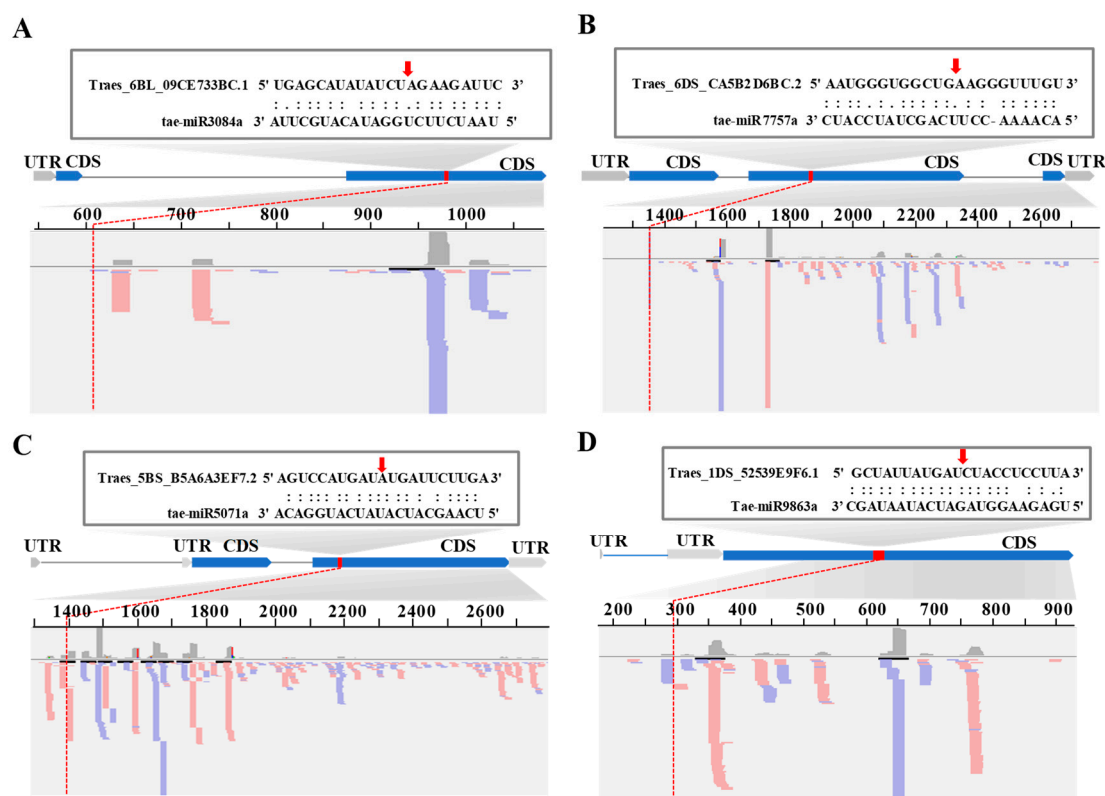 A
Traes_6BL_09CE733BC.1 5' UGAGCAUAUAUCUAGAAGAUUC 3'
: . : : : : : : : . : : : : : : : :
tae-miR3084a 3' AUUCGUACAUAGGUCUUCUAAU 5'
UTR CDS CDS
600 700 800 900 1000
B
Traes_6DS_CA5B2D6BC.2 5' AAUGGGUGGCUGAAGGGUUUGU 3'
tae-miR7757a 3' CUACCUAUCGACUUCC-AAAACA 5'
UTR CDS CDS CDS UTR
1400 1600 1800 2000 2200 2400 2600
C
Traes_5BS_B5A6A3EF7.2 5' AGUCCAUGAUAUGAUUCUUGA 3'
tae-miR5071a 3' ACAGGUACUAUACUACGAACU 5'
UTR UTR CDS CDS UTR
1400 1600 1800 2000 2200 2400 2600
D
Traes_1DS_52539E9F6.1 5' GCUAUUAUGAUCUACCUCCUUA 3'
Tae-miR9863a 3' CGAUAAUACUAGAUGGAAGAGU 5'
UTR UTR CDS
200 300 400 500 600 700 800 900